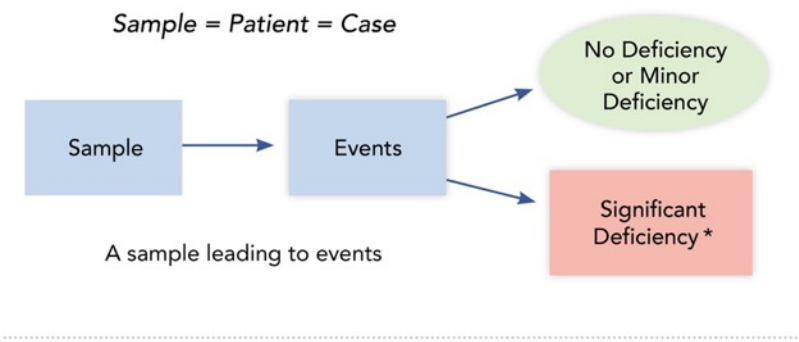 Sample = Patient = Case
No Deficiency
or Minor
Deficiency
Sample
Events
Significant
Deficiency *
A sample leading to events